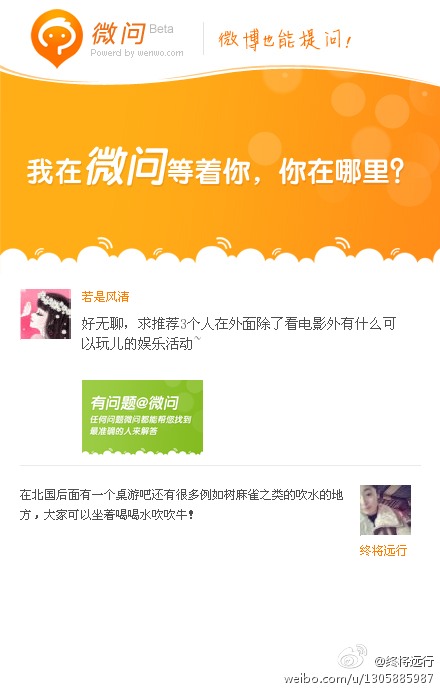 微问 Beta
Powerd by wenwo.com
微博也能提问!
我在微问等着你，你在哪里?
若是风清
好无聊，求推荐3个人在外面除了看电影外有什么可
以玩儿的娱乐活动~
有问题@微问
任何问题微问都能帮您找到
最准确的人来解答
在北国后面有一个桌游吧还有很多例如树麻雀之类的吹水的地
方，大家可以坐着喝喝水吹吹牛!
终将远行
@终将远行
weibo.com/u/1305885987